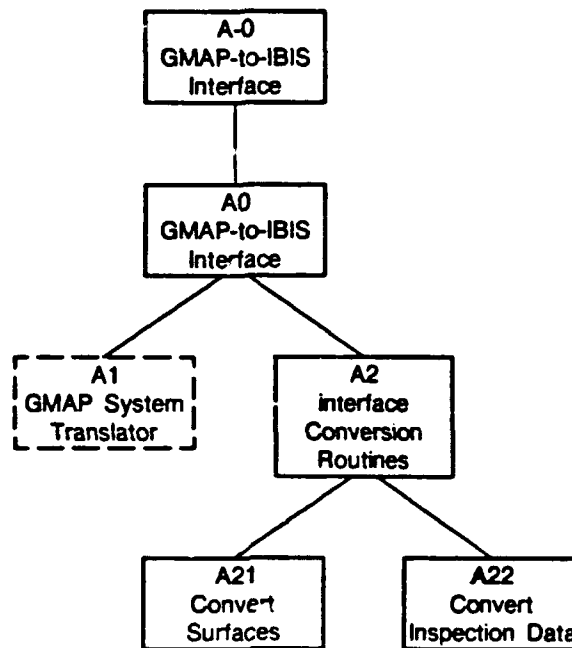 A-0
GMAP-to-IBIS
Interface
A0
GMAP-to-IBIS
Interface
A1
GMAP System
Translator
A2
interface
Conversion
Routines
A21
Convert
Surfaces
A22
Convert
Inspection Data